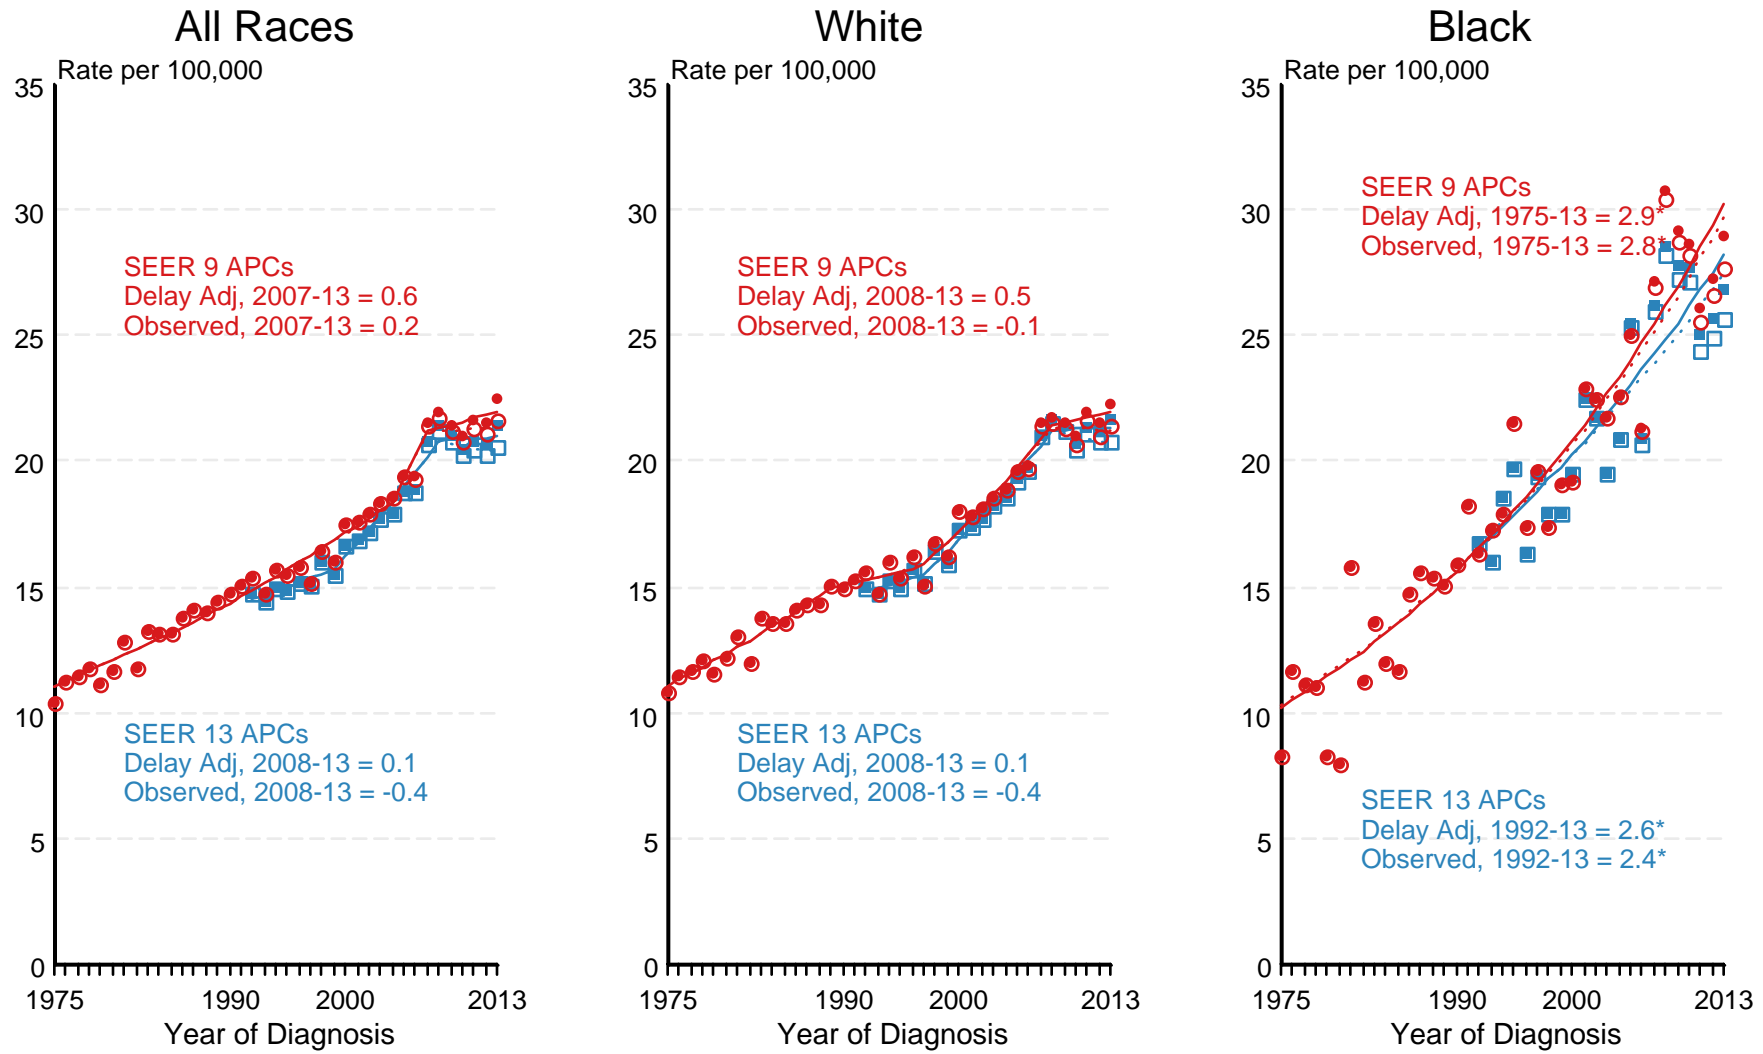 All Races
Rate per 100,000
35
30
25
20
15
10
5
0
SEER 9 APCs
Delay Adj, 2007-13 = 0.6
Observed, 2007-13 = 0.2
SEER 13 APCs
Delay Adj, 2008-13 = 0.1
Observed, 2008-13 = -0.4
1975 1990 2000 2013
Year of Diagnosis
White
Rate per 100,000
35
30
25
20
15
10
5
0
SEER 9 APCs
Delay Adj, 2008-13 = 0.5
Observed, 2008-13 = -0.1
SEER 13 APCs
Delay Adj, 2008-13 = 0.1
Observed, 2008-13 = -0.4
1975 1990 2000 2013
Year of Diagnosis
Black
Rate per 100,000
35
30
25
20
15
10
5
0
SEER 9 APCs
Delay Adj, 1975-13 = 2.9*
Observed, 1975-13 = 2.8*
SEER 13 APCs
Delay Adj, 1992-13 = 2.6*
Observed, 1992-13 = 2.4*
1975 1990 2000 2013
Year of Diagnosis